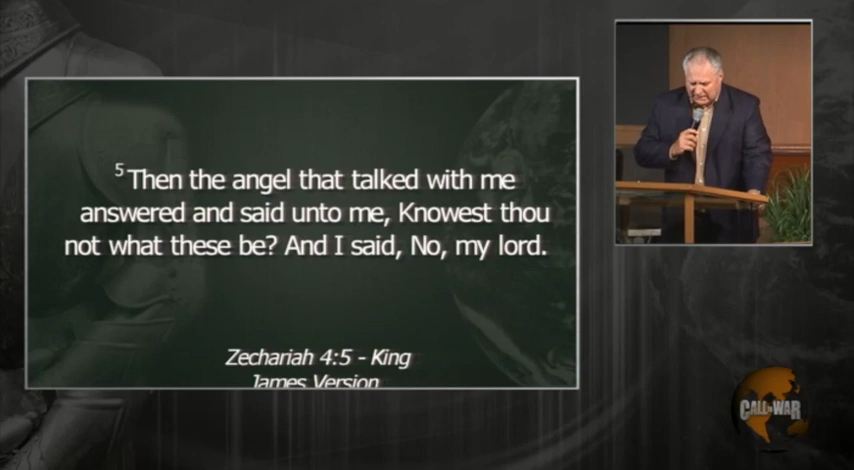 5 Then the angel that talked with me
answered and said unto me, Knowest thou
not what these be? And I said, No, my lord.
Zechariah 4:5 - King
James Version
CALL TO WAR